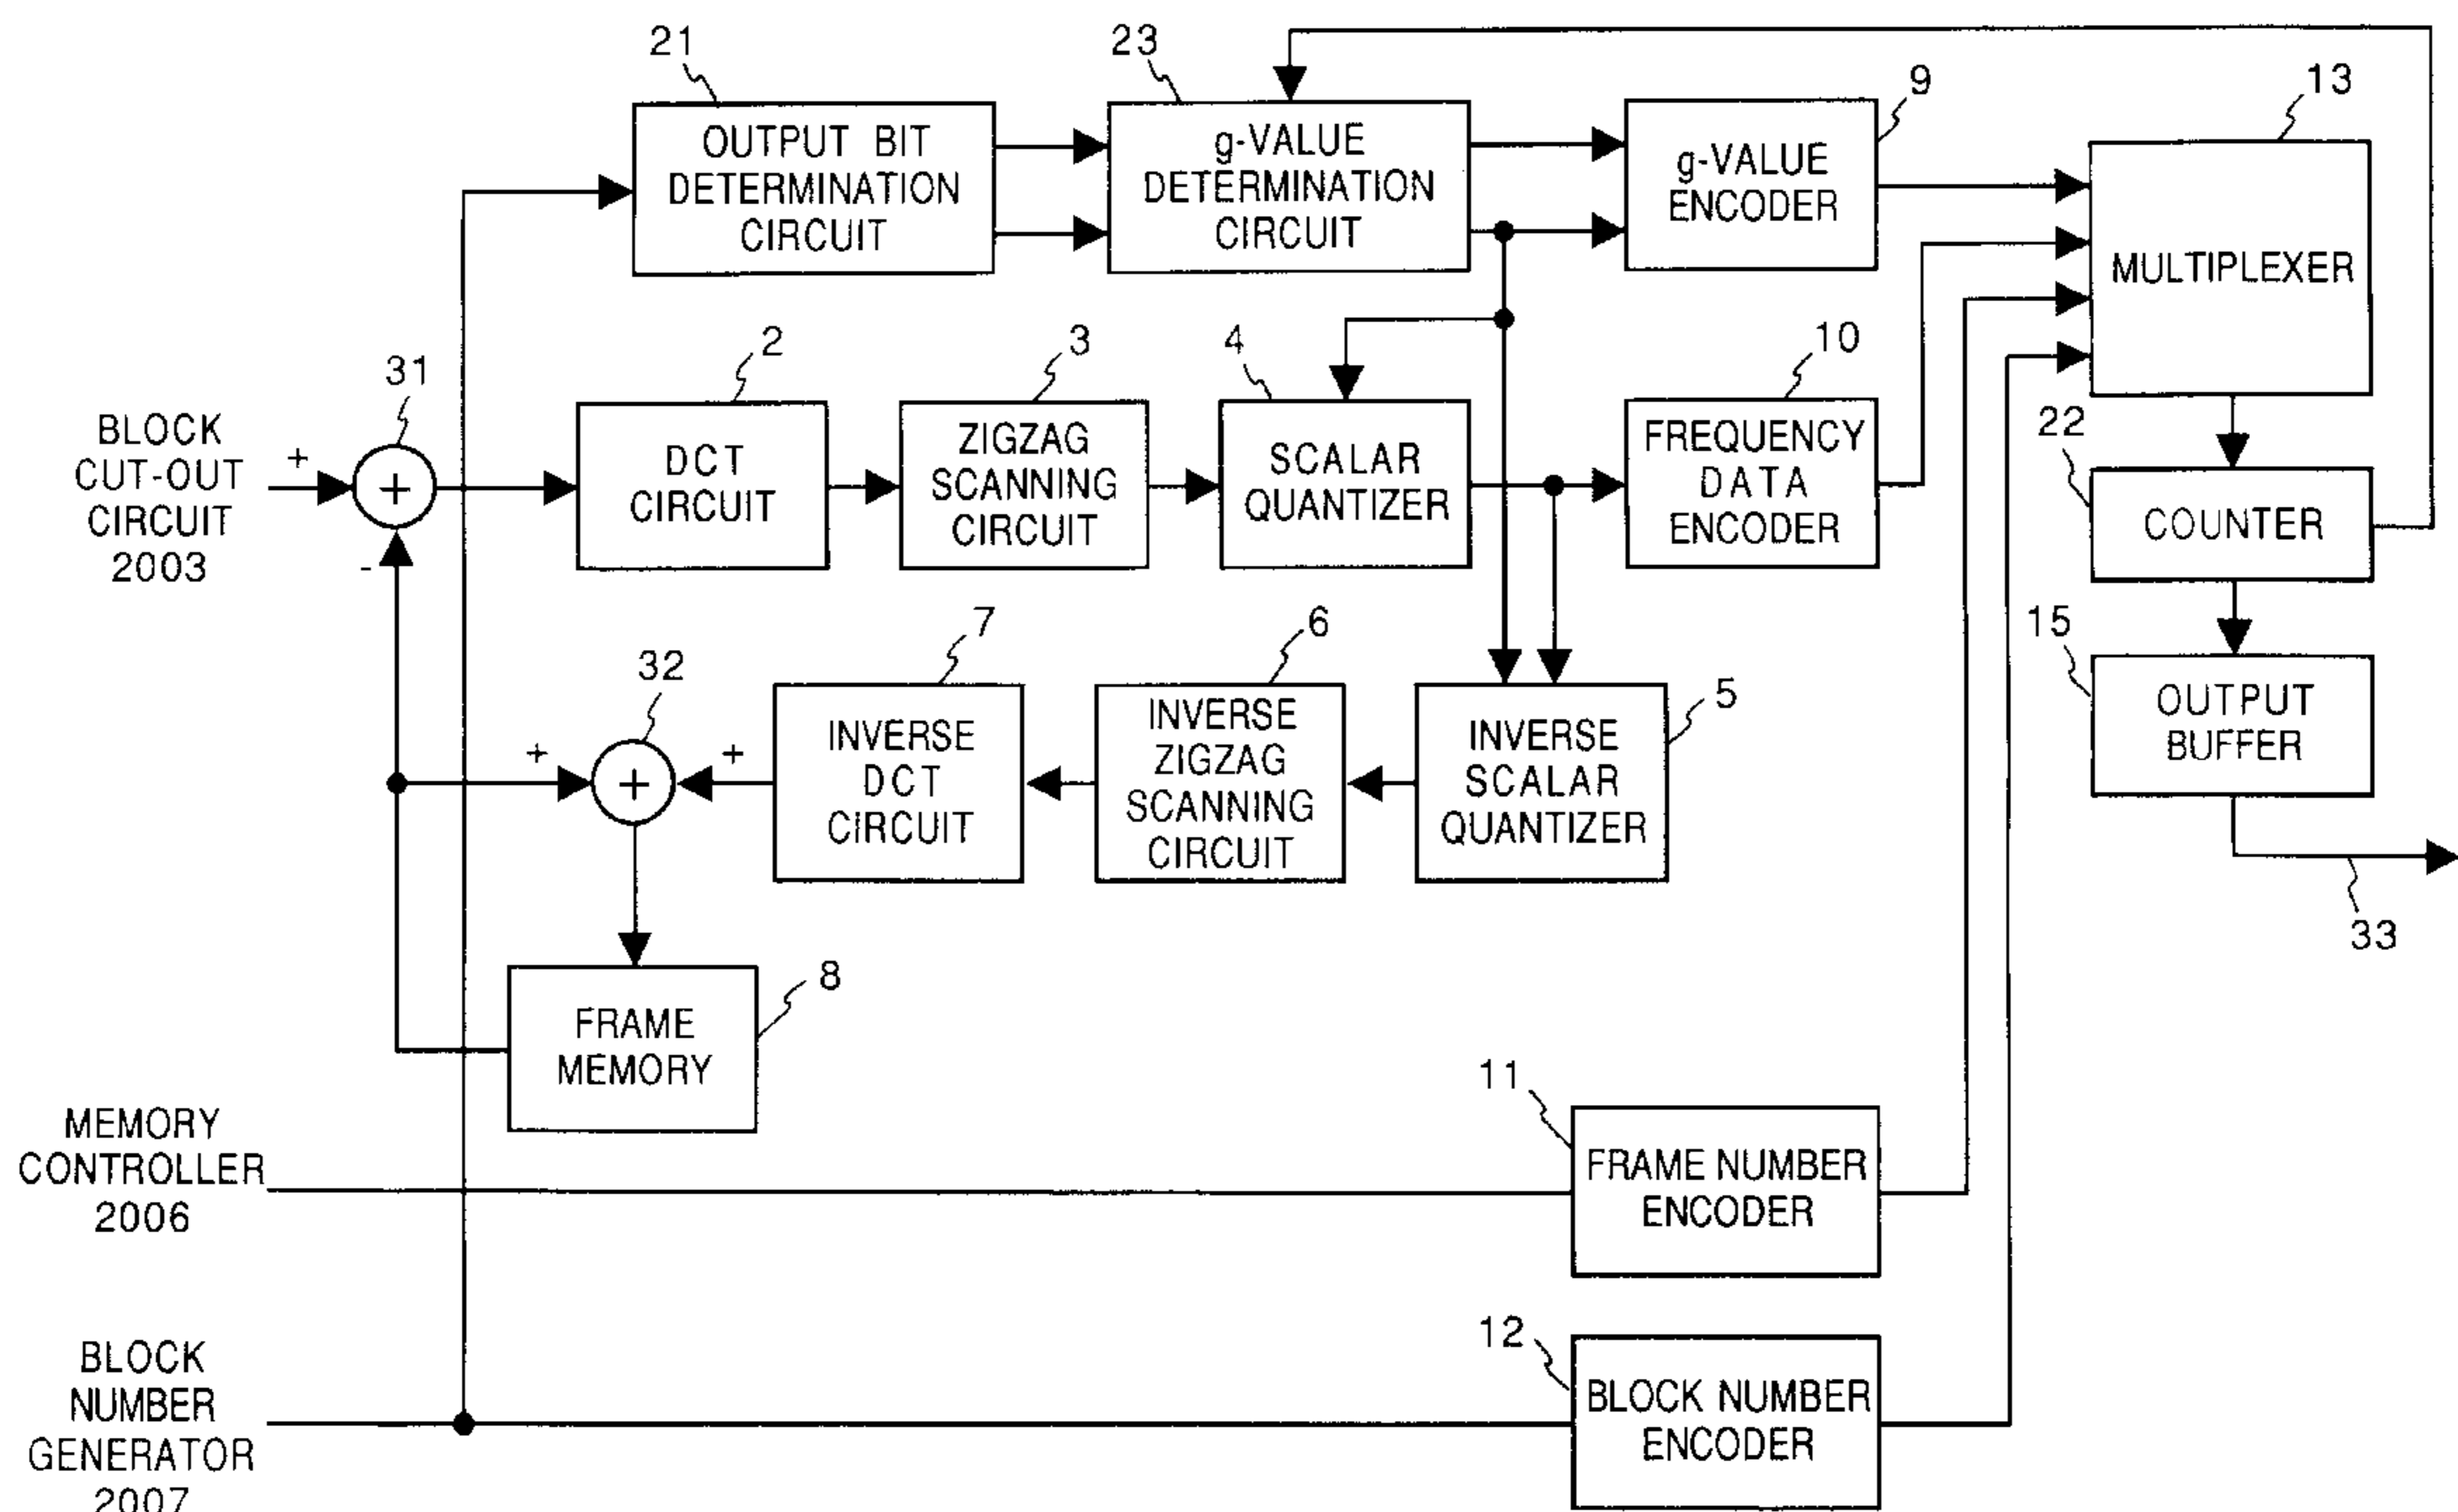 21
OUTPUT BIT
DETERMINATION
CIRCUIT
23
g-VALUE
DETERMINATION
CIRCUIT
9
g-VALUE
ENCODER
13
MULTIPLEXER
BLOCK
CUT-OUT
CIRCUIT
2003
+
-
31
+
2
DCT
CIRCUIT
3
ZIGZAG
SCANNING
CIRCUIT
4
SCALAR
QUANTIZER
10
FREQUENCY
DATA
ENCODER
22
COUNTER
32
+
+
+
7
INVERSE
DCT
CIRCUIT
6
INVERSE
ZIGZAG
SCANNING
CIRCUIT
5
INVERSE
SCALAR
QUANTIZER
15
OUTPUT
BUFFER
33
8
FRAME
MEMORY
MEMORY
CONTROLLER
2006
11
FRAME NUMBER
ENCODER
BLOCK
NUMBER
GENERATOR
2007
12
BLOCK NUMBER
ENCODER